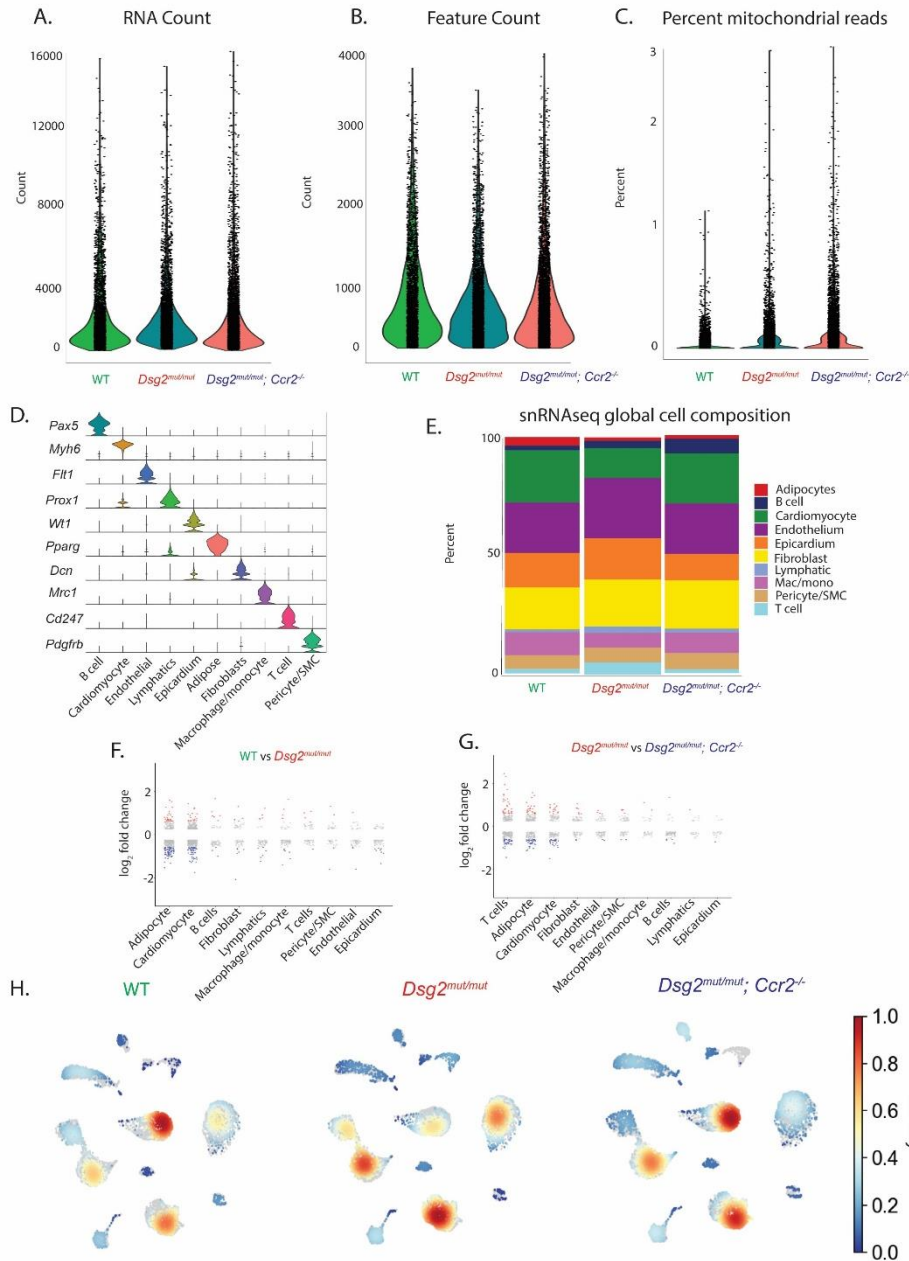 A.
RNA Count
16000
12000
8000
4000
0
Count
WT
Dsg2mut/mut
Dsg2mut/mut; Ccr2-/-
B.
Feature Count
4000
3000
2000
1000
0
Count
WT
Dsg2mut/mut
Dsg2mut/mut; Ccr2-/-
C.
Percent mitochondrial reads
3
2
1
0
Percent
WT
Dsg2mut/mut
Dsg2mut/mut; Ccr2-/-
D.
Pax5
Myh6
Flt1
Prox1
Wt1
Pparg
Dcn
Mrc1
Cd247
Pdgfrb
B cell
Cardiomyocyte
Endothelial
Lymphatics
Epicardium
Adipose
Fibroblasts
Macrophage/monocyte
T cell
Pericyte/SMC
E.
snRNAseq global cell composition
100
50
0
Percent
WT
Dsg2mut/mut
Dsg2mut/mut; Ccr2-/-
Adipocytes
B cell
Cardiomyocyte
Endothelium
Epicardium
Fibroblast
Lymphatic
Mac/mono
Pericyte/SMC
T cell
F.
WT vs Dsg2mut/mut
2
0
-2
log2 fold change
Adipocyte
Cardiomyocyte
B cells
Fibroblast
Lymphatics
Macrophage/monocyte
T cells
Pericyte/SMC
Endothelial
Epicardium
G.
Dsg2mut/mut vs Dsg2mut/mut; Ccr2-/-
2
0
-2
log2 fold change
T cells
Adipocyte
Cardiomyocyte
Fibroblast
Endothelial
Pericyte/SMC
Macrophage/monocyte
B cells
Lymphatics
Epicardium
H.
WT
Dsg2mut/mut
Dsg2mut/mut; Ccr2-/-
1.0
0.8
0.6
0.4
0.2
0.0